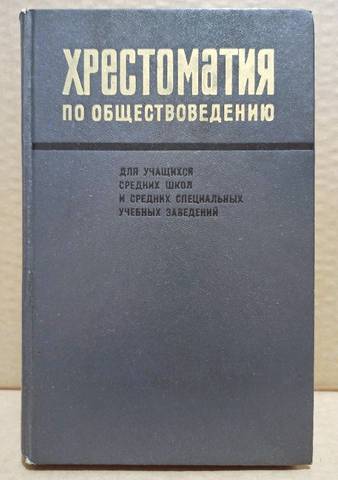 ХРЕСТОМАТИЯ
ПО ОБЩЕСТВОВЕДЕНИЮ
ДЛЯ УЧАЩИХСЯ
СРЕДНИХ ШКОЛ
И СРЕДНИХ СПЕЦИАЛЬНЫХ
УЧЕБНЫХ ЗАВЕДЕНИЙ